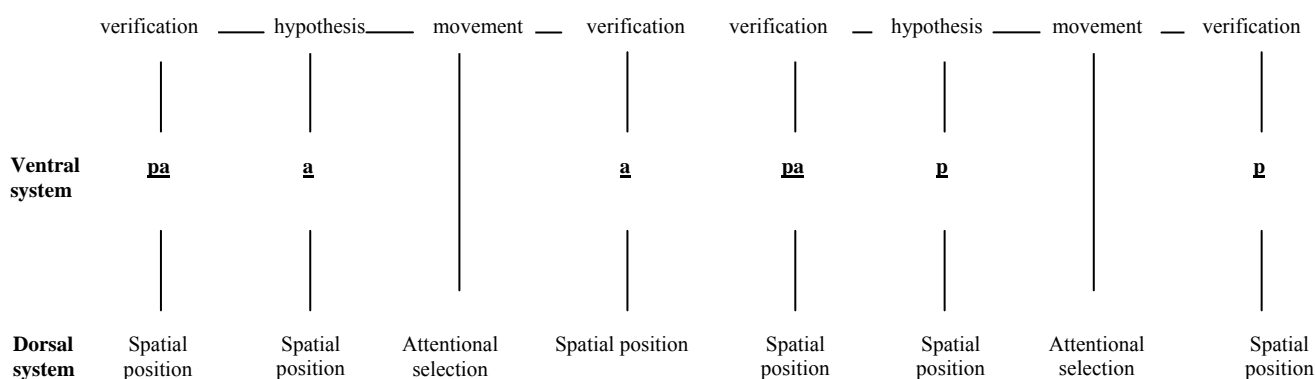 verification hypothesis movement verification verification hypothesis movement verification
Ventral system pa a a pa p p
Dorsal system Spatial position Spatial position Attentional selection Spatial position Spatial position Spatial position Attentional selection Spatial position